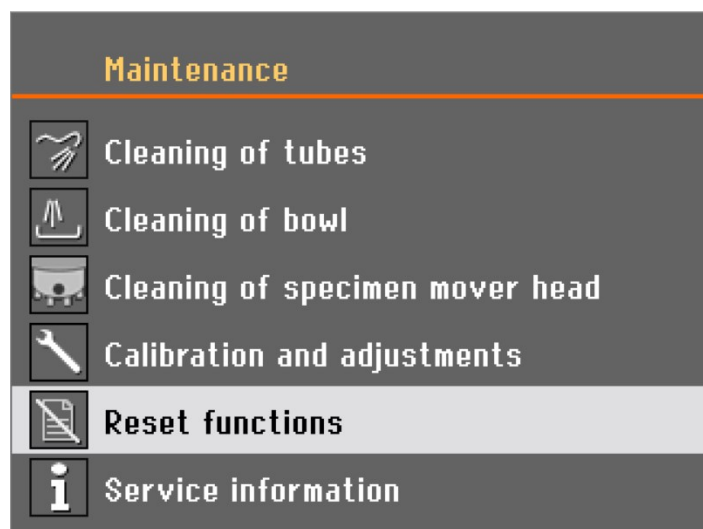 Maintenance
Cleaning of tubes
Cleaning of bowl
Cleaning of specimen mover head
Calibration and adjustments
Reset functions
Service information